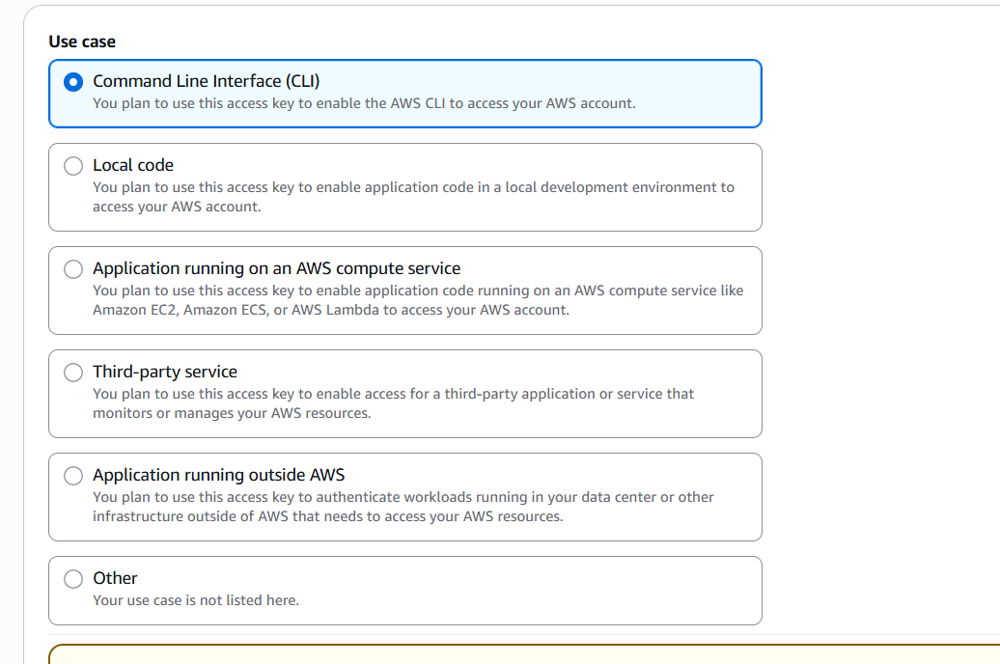 Use case
Command Line Interface (CLI)
You plan to use this access key to enable the AWS CLI to access your AWS account.
Local code
You plan to use this access key to enable application code in a local development environment to
access your AWS account.
Application running on an AWS compute service
You plan to use this access key to enable application code running on an AWS compute service like
Amazon EC2, Amazon ECS, or AWS Lambda to access your AWS account.
Third-party service
You plan to use this access key to enable access for a third-party application or service that
monitors or manages your AWS resources.
Application running outside AWS
You plan to use this access key to authenticate workloads running in your data center or other
infrastructure outside of AWS that needs to access your AWS resources.
Other
Your use case is not listed here.